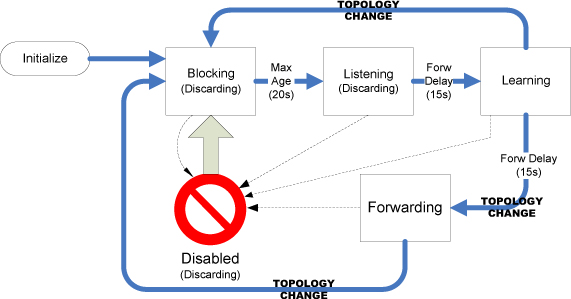 TOPOLOGY
CHANGE
Initialize
Blocking
(Discarding)
Max
Age
(20s)
Listening
(Discarding)
Forw
Delay
(15s)
Learning
Forw Delay
(15s)
Forwarding
TOPOLOGY
CHANGE
Disabled
(Discarding)
TOPOLOGY
CHANGE